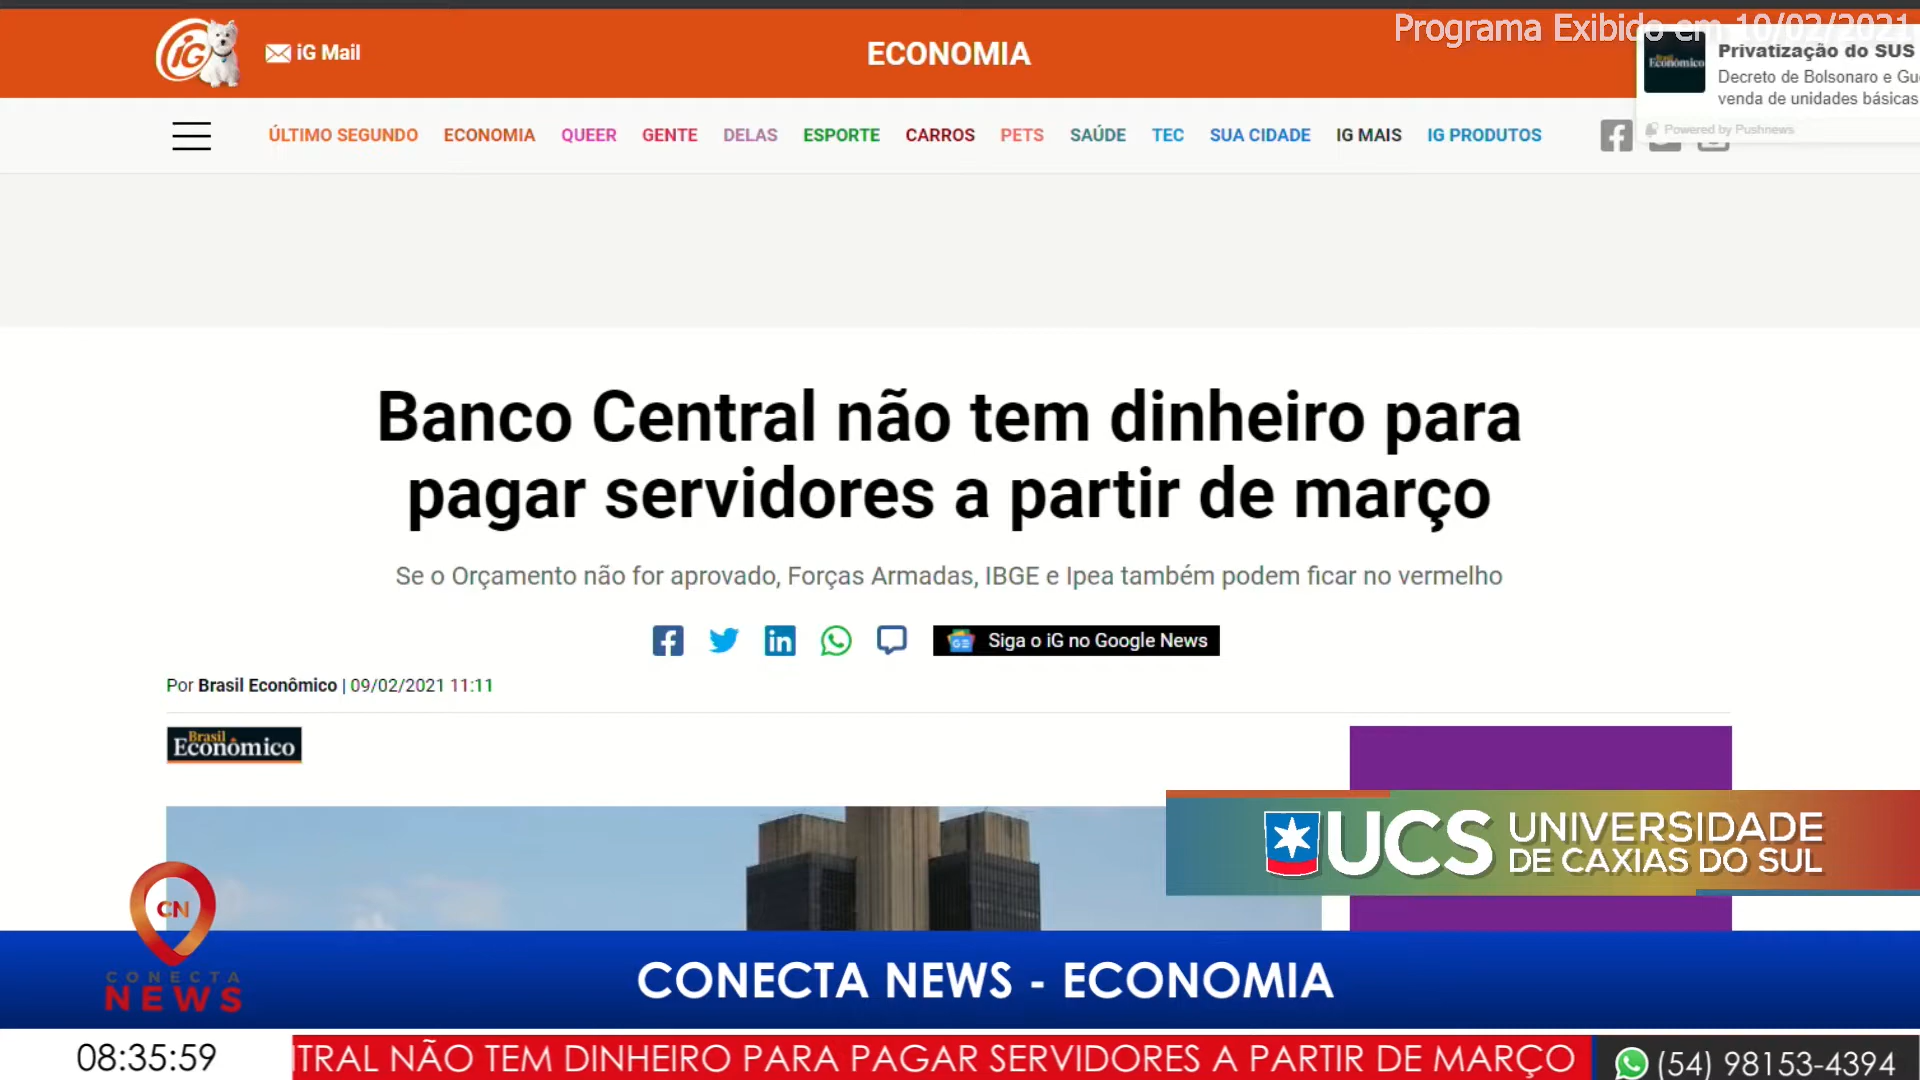 Programa Exibido em 10/02/2021
iG
iG Mail
ECONOMIA
Brasil
Econômico
Privatização do SUS
Decreto de Bolsonaro e Gu
venda de unidades básicas
Powered by Pushnews
ÚLTIMO SEGUNDO ECONOMIA QUEER GENTE DELAS ESPORTE CARROS PETS SAÚDE TEC SUA CIDADE IG MAIS IG PRODUTOS
Banco Central não tem dinheiro para
pagar servidores a partir de março
Se o Orçamento não for aprovado, Forças Armadas, IBGE e Ipea também podem ficar no vermelho
Siga o iG no Google News
Por Brasil Econômico | 09/02/2021 11:11
Brasil
Econômico
UCS UNIVERSIDADE
DE CAXIAS DO SUL
CN
CONECTA
NEWS
CONECTA NEWS - ECONOMIA
08:35:59
NTRAL NÃO TEM DINHEIRO PARA PAGAR SERVIDORES A PARTIR DE MARÇO
(54) 98153-4394